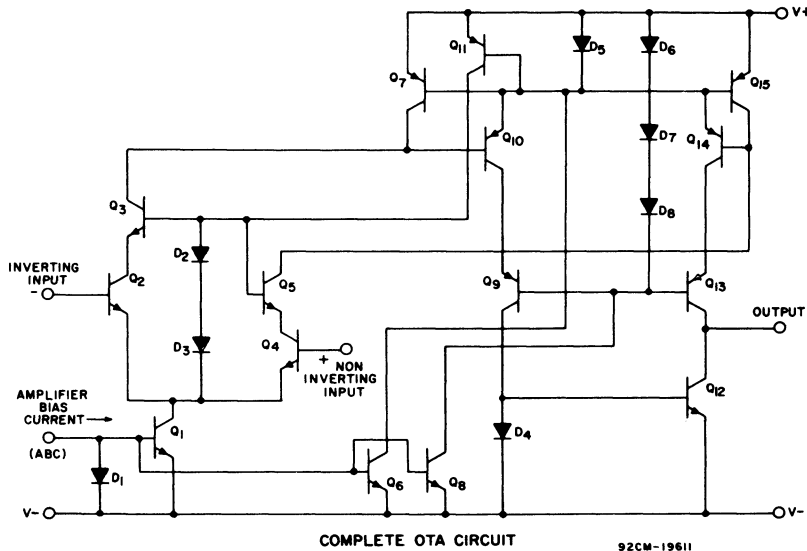 V+
Q11
D5
D6
Q7
Q15
Q10
D7
Q14
Q3
D8
D2
INVERTING
INPUT
-
Q2
Q5
Q9
Q13
OUTPUT
D3
Q4
+ NON
INVERTING
INPUT
AMPLIFIER
BIAS
CURRENT →
(ABC)
Q1
Q12
D4
D1
Q6
Q8
V-
V-
COMPLETE OTA CIRCUIT
92CM-19611